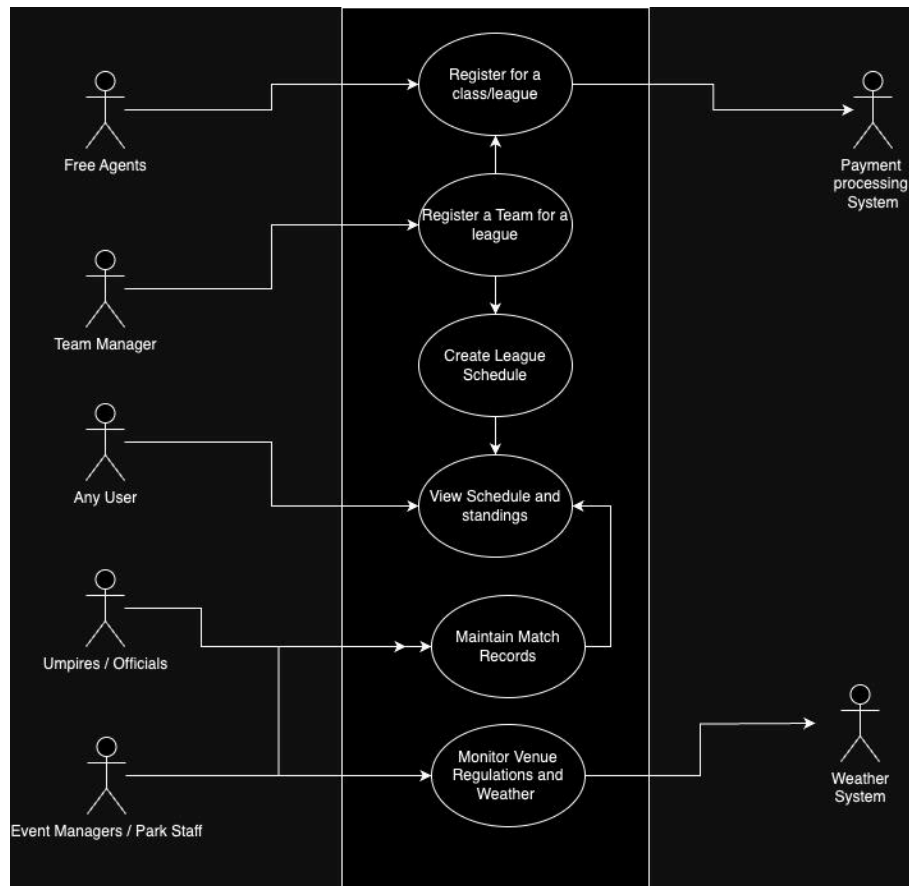 Register for a
class/league
Free Agents
Payment
processing
System
Register a Team for a
league
Team Manager
Create League
Schedule
Any User
View Schedule and
standings
Umpires / Officials
Maintain Match
Records
Monitor Venue
Regulations and
Weather
Weather
System
Event Managers / Park Staff